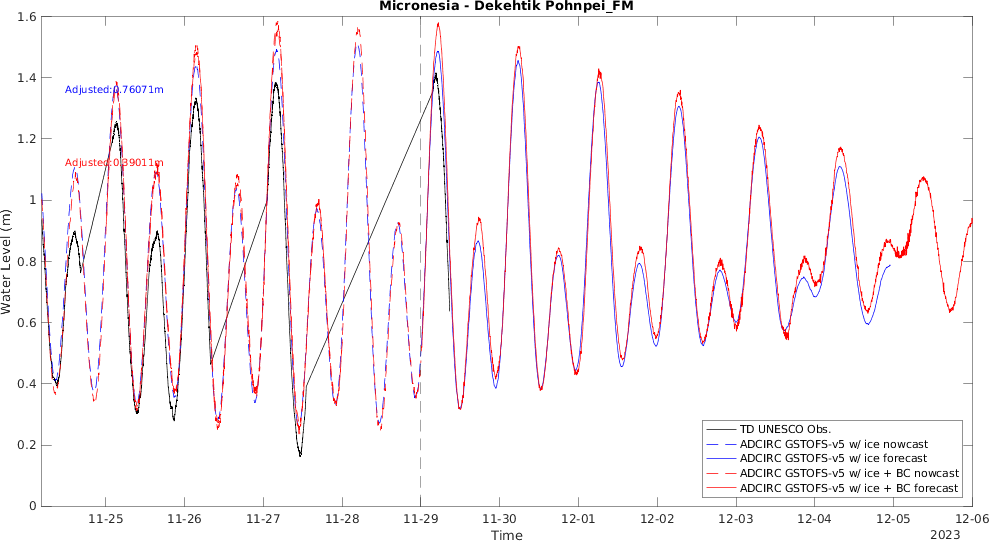 Micronesia - Dekehtik Pohnpei_FM
1.6
1.4
1.2
1
0.8
0.6
0.4
0.2
0
Water Level (m)
Adjusted:0.76071m
Adjusted:0.39011m
TD UNESCO Obs.
ADCIRC GSTOFS-v5 w/ ice nowcast
ADCIRC GSTOFS-v5 w/ ice forecast
ADCIRC GSTOFS-v5 w/ ice + BC nowcast
ADCIRC GSTOFS-v5 w/ ice + BC forecast
11-25 11-26 11-27 11-28 11-29 11-30 12-01 12-02 12-03 12-04 12-05 12-06
Time
2023